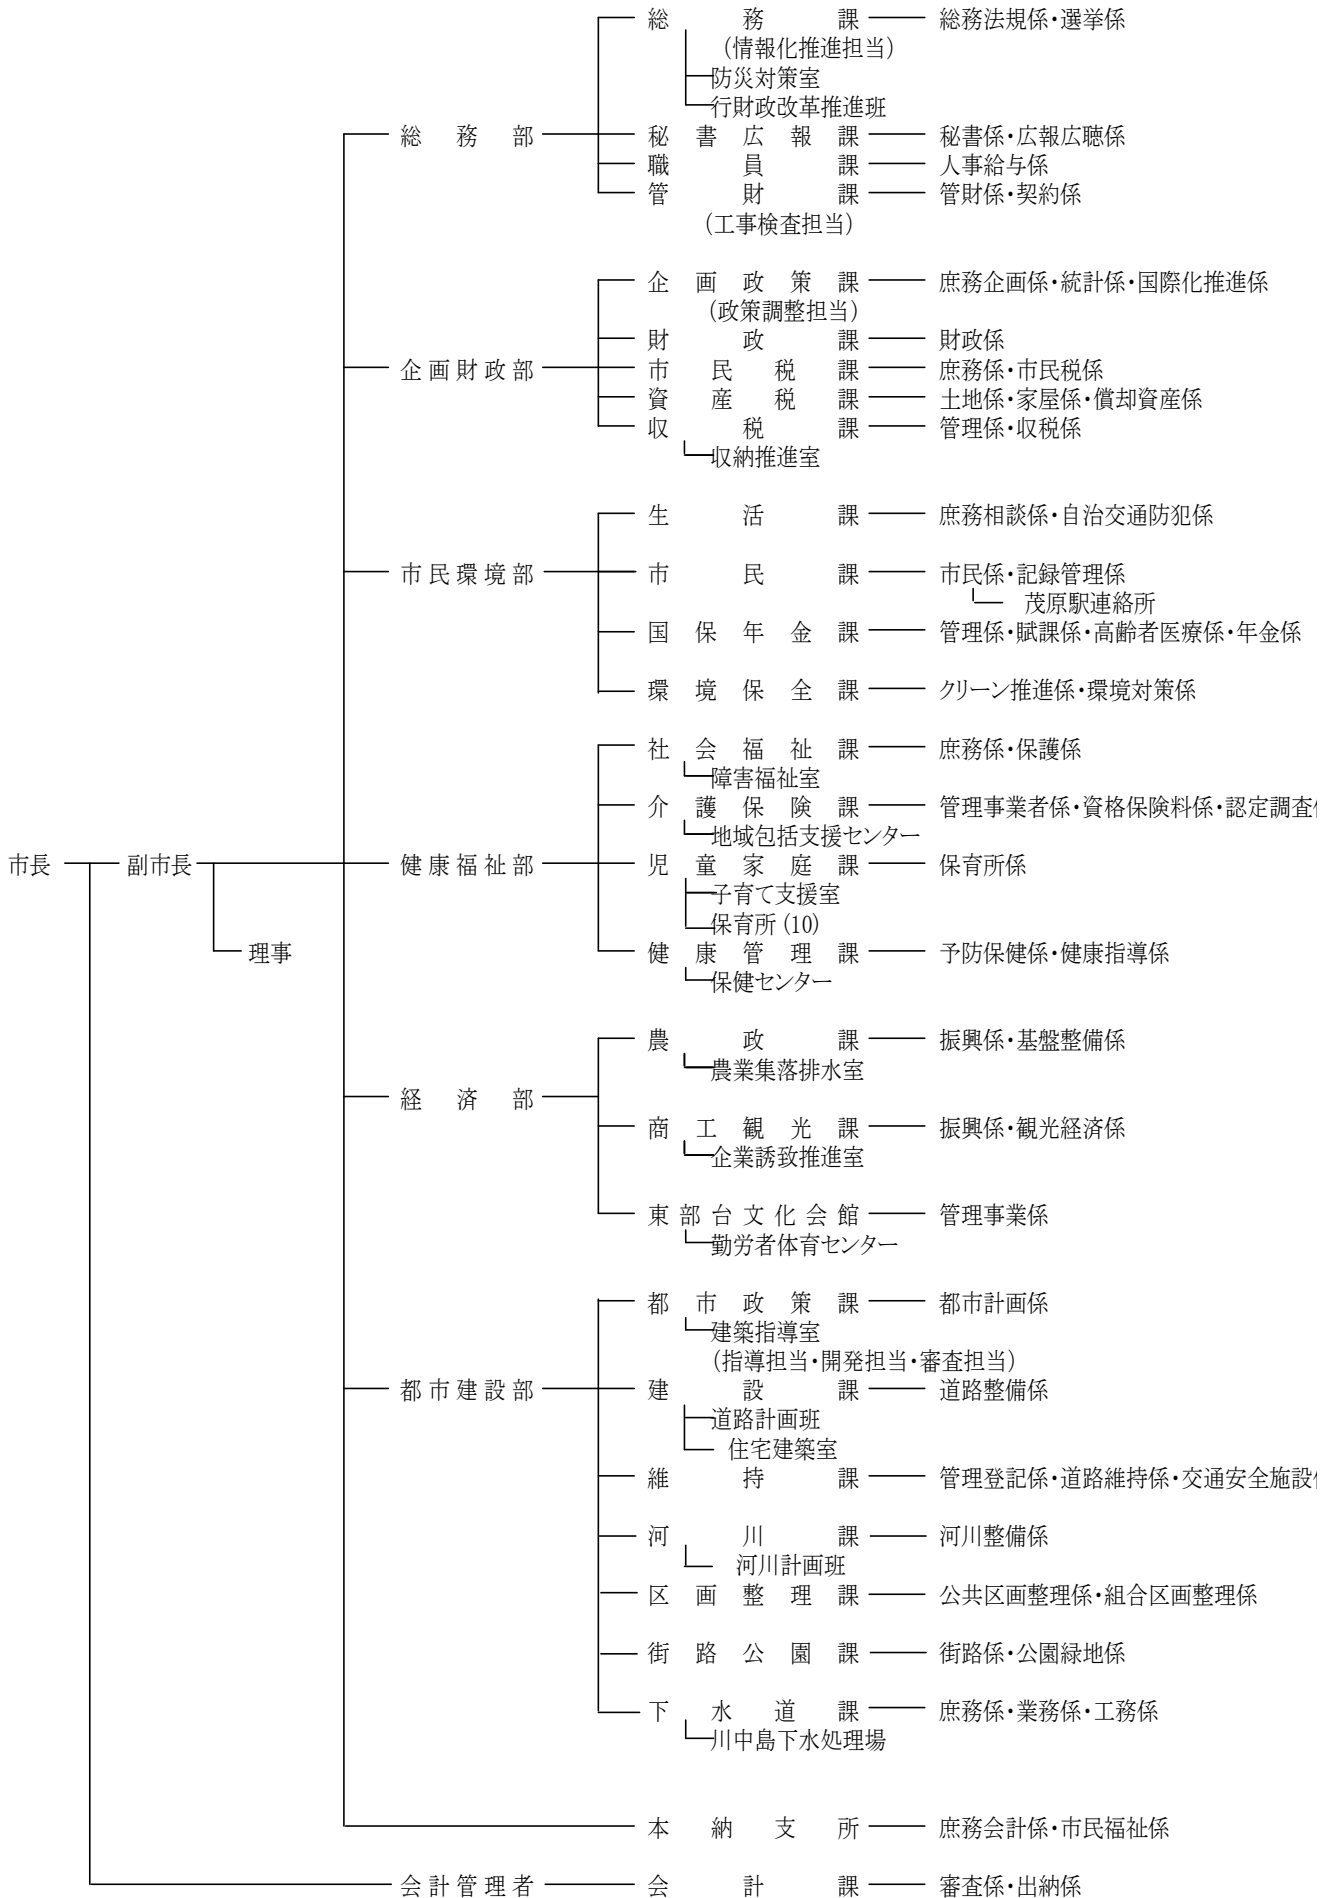 総務課 総務法規係・選挙係
(情報化推進担当)
防災対策室
行財政改革推進班
総務部 秘書広報課 秘書係・広報広聴係
職員課 人事給与係
管財課 管財係・契約係
(工事検査担当)
企画政策課 庶務企画係・統計係・国際化推進係
(政策調整担当)
財政課 財政係
企画財政部 市民税課 庶務係・市民税係
資産税課 土地係・家屋係・償却資産係
収税課 管理係・収税係
収納推進室
生活課 庶務相談係・自治交通防犯係
市民環境部 市民課 市民係・記録管理係
茂原駅連絡所
国保年金課 管理係・賦課係・高齢者医療係・年金係
環境保全課 クリーン推進係・環境対策係
社会福祉課 庶務係・保護係
障害福祉室
介護保険課 管理事業者係・資格保険料係・認定調査
地域包括支援センター
市長 副市長 健康福祉部 児童家庭課 保育所係
子育て支援室
保育所(10)
理事 健康管理課 予防保健係・健康指導係
保健センター
農政課 振興係・基盤整備係
農業集落排水室
経済部
商工観光課 振興係・観光経済係
企業誘致推進室
東部台文化会館 管理事業係
勤労者体育センター
都市政策課 都市計画係
建築指導室
(指導担当・開発担当・審査担当)
都市建設部 建設課 道路整備係
道路計画班
住宅建築室
維持課 管理登記係・道路維持係・交通安全施設
河川課 河川整備係
河川計画班
区画整理課 公共区画整理係・組合区画整理係
街路公園課 街路係・公園緑地係
下水道課 庶務係・業務係・工務係
川中島下水処理場
本納支所 庶務会計係・市民福祉係
会計管理者 会計課 審査係・出納係